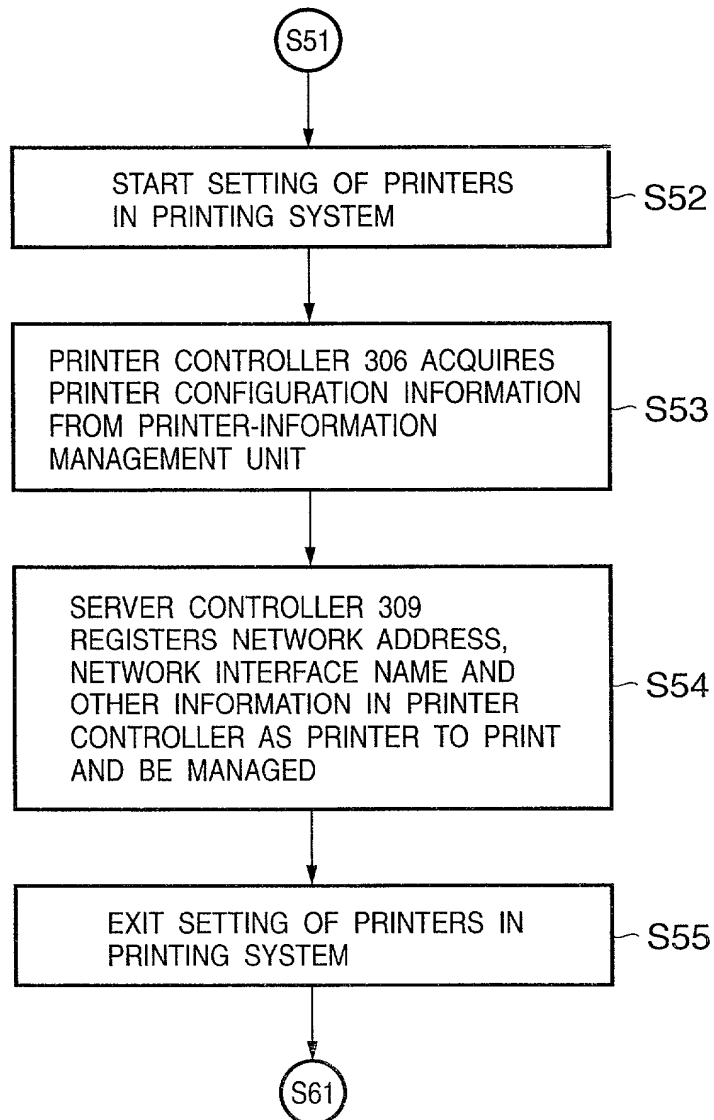 S51
START SETTING OF PRINTERS
IN PRINTING SYSTEM
S52
PRINTER CONTROLLER 306 ACQUIRES
PRINTER CONFIGURATION INFORMATION
FROM PRINTER-INFORMATION
MANAGEMENT UNIT
S53
SERVER CONTROLLER 309
REGISTERS NETWORK ADDRESS,
NETWORK INTERFACE NAME AND
OTHER INFORMATION IN PRINTER
CONTROLLER AS PRINTER TO PRINT
AND BE MANAGED
S54
EXIT SETTING OF PRINTERS IN
PRINTING SYSTEM
S55
S61